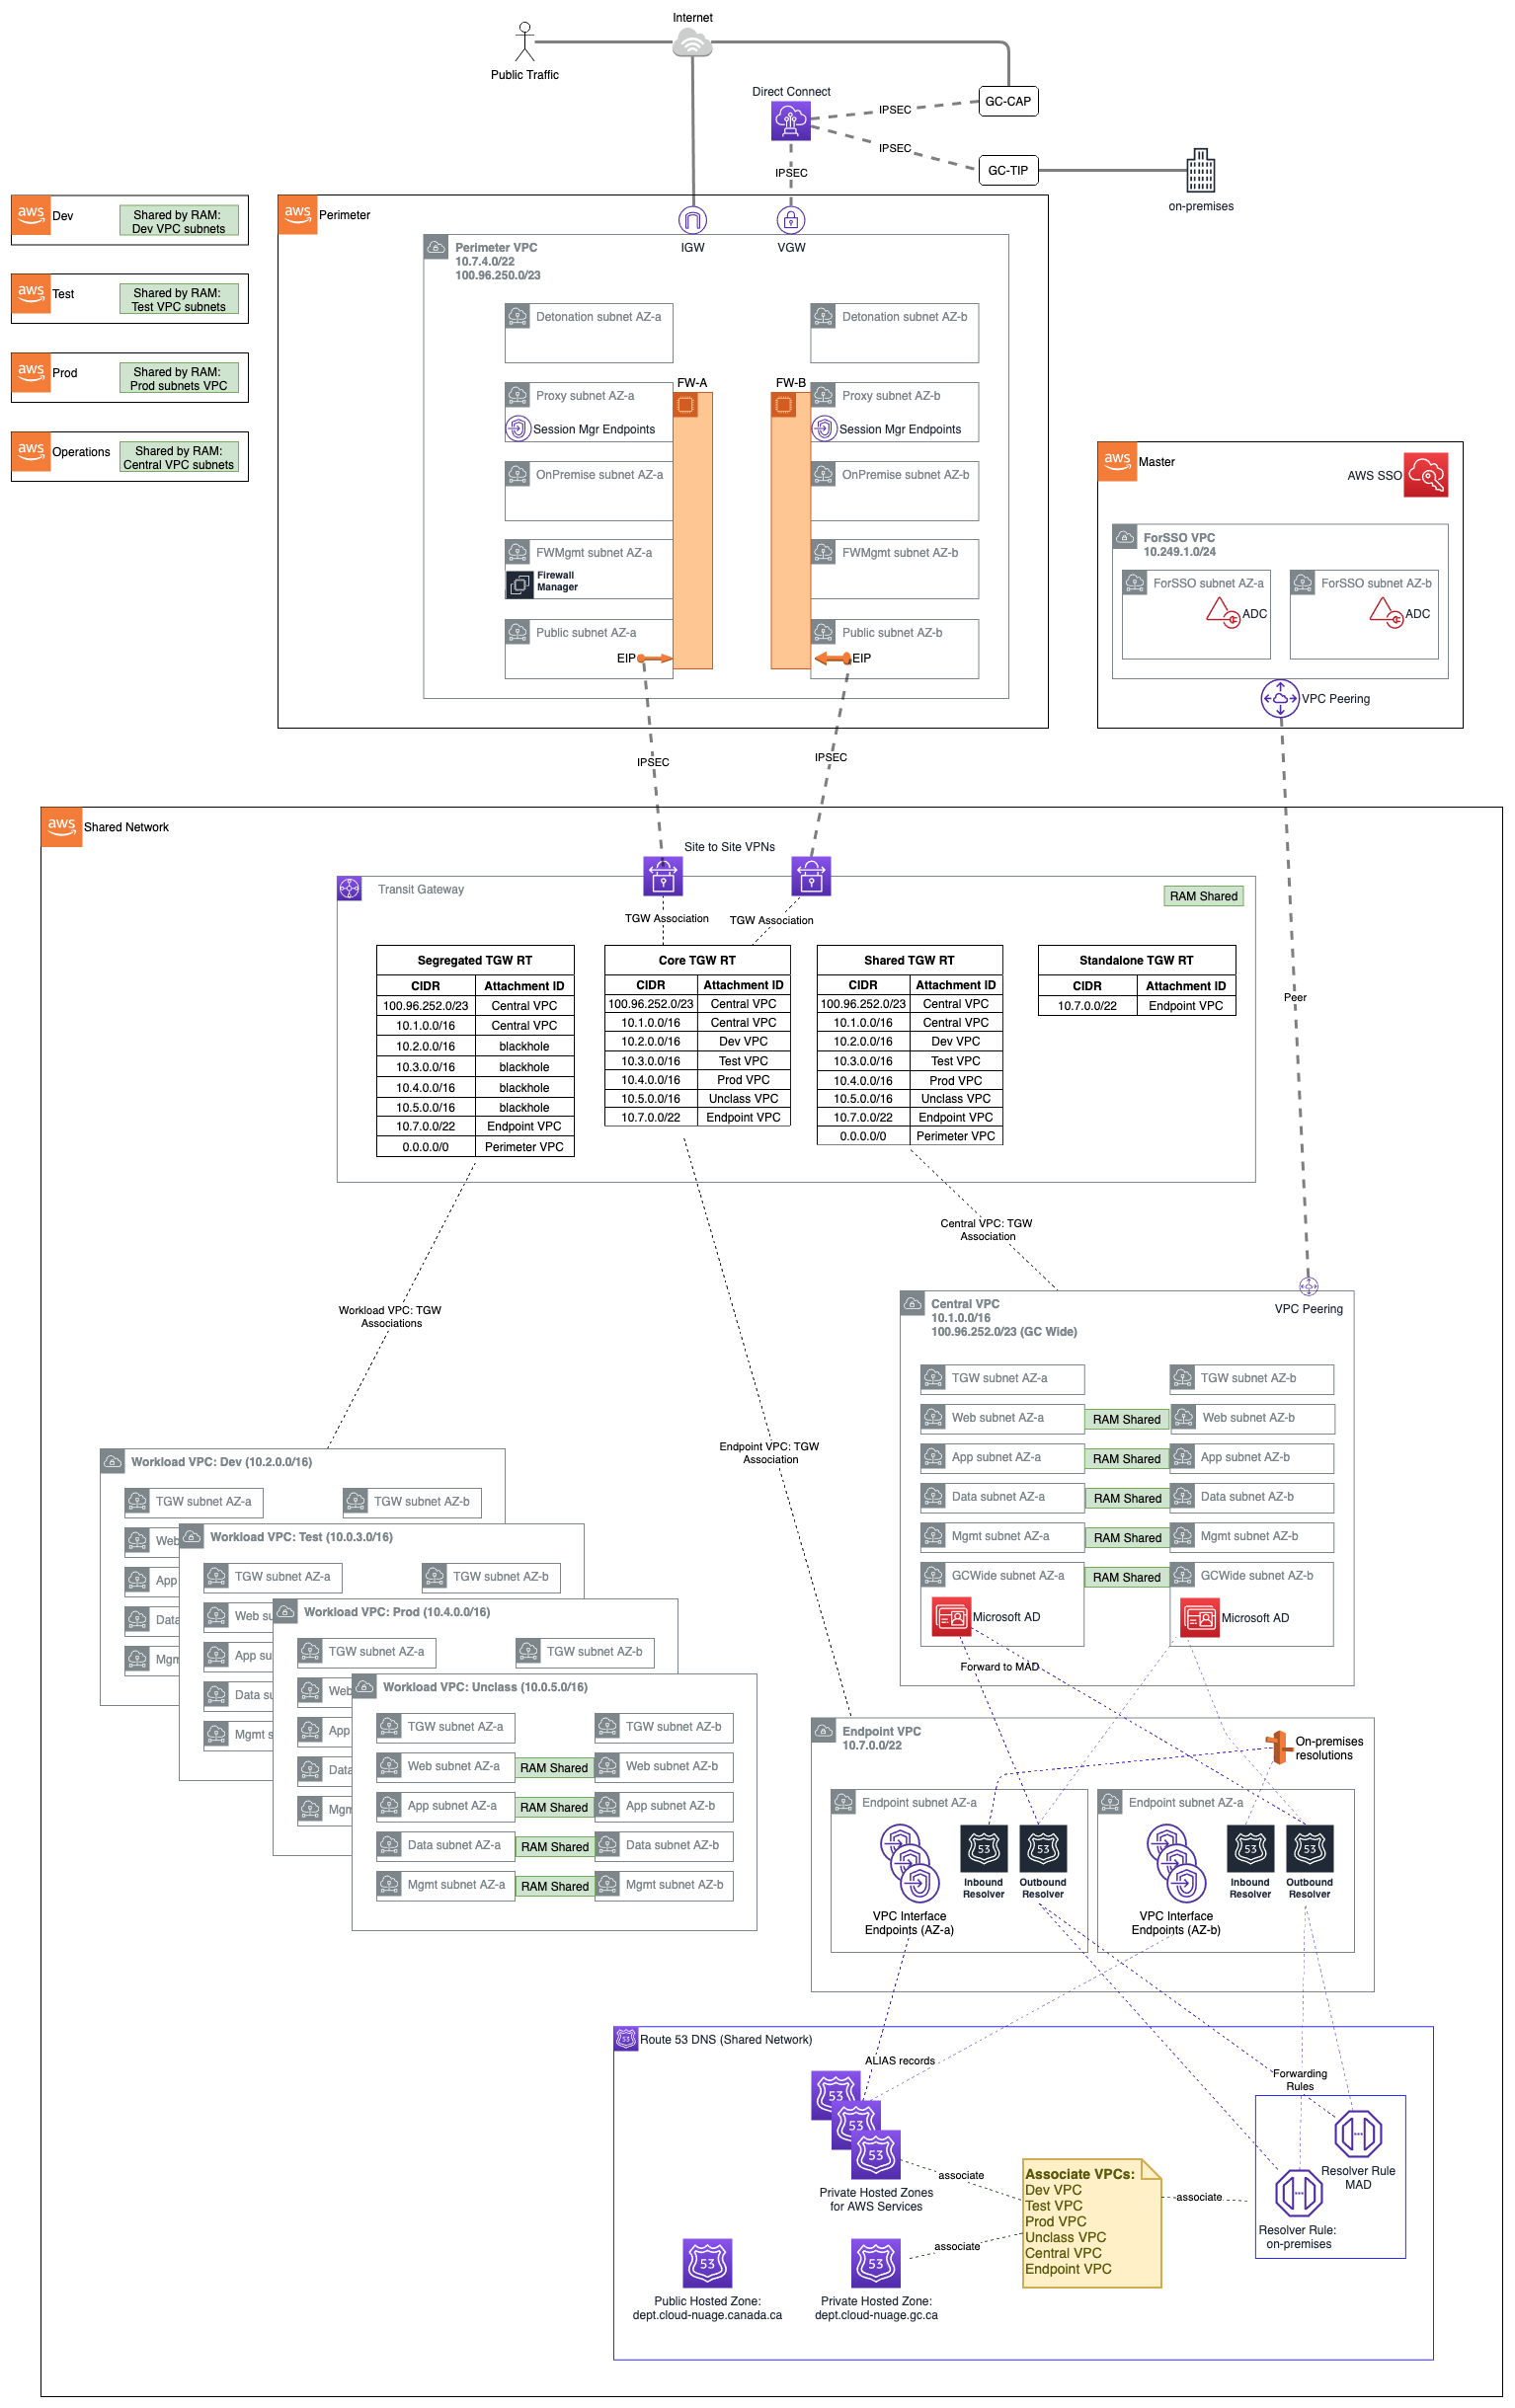 Internet
Public Traffic
Direct Connect
IPSEC
GC-CAP
IPSEC
GC-TIP
IPSEC
on-premises
aws
Dev
Shared by RAM:
Dev VPC subnets
aws
Test
Shared by RAM:
Test VPC subnets
aws
Prod
Shared by RAM:
Prod subnets VPC
aws
Operations
Shared by RAM:
Central VPC subnets
aws
Perimeter
IGW
VGW
Perimeter VPC
10.7.4.0/22
100.96.250.0/23
Detonation subnet AZ-a
Detonation subnet AZ-b
FW-A
FW-B
Proxy subnet AZ-a
Proxy subnet AZ-b
Session Mgr Endpoints
Session Mgr Endpoints
OnPremise subnet AZ-a
OnPremise subnet AZ-b
FWMgmt subnet AZ-a
FWMgmt subnet AZ-b
Firewall
Manager
Public subnet AZ-a
Public subnet AZ-b
EIP
EIP
IPSEC
IPSEC
aws
Master
AWS SSO
ForSSO VPC
10.249.1.0/24
ForSSO subnet AZ-a
ForSSO subnet AZ-b
ADC
ADC
VPC Peering
Peer
aws
Shared Network
Site to Site VPNs
Transit Gateway
RAM Shared
TGW Association
TGW Association
Segregated TGW RT
CIDR Attachment ID
100.96.252.0/23 Central VPC
10.1.0.0/16 Central VPC
10.2.0.0/16 blackhole
10.3.0.0/16 blackhole
10.4.0.0/16 blackhole
10.5.0.0/16 blackhole
10.7.0.0/22 Endpoint VPC
0.0.0.0/0 Perimeter VPC
Core TGW RT
CIDR Attachment ID
100.96.252.0/23 Central VPC
10.1.0.0/16 Central VPC
10.2.0.0/16 Dev VPC
10.3.0.0/16 Test VPC
10.4.0.0/16 Prod VPC
10.5.0.0/16 Unclass VPC
10.7.0.0/22 Endpoint VPC
Shared TGW RT
CIDR Attachment ID
100.96.252.0/23 Central VPC
10.1.0.0/16 Central VPC
10.2.0.0/16 Dev VPC
10.3.0.0/16 Test VPC
10.4.0.0/16 Prod VPC
10.5.0.0/16 Unclass VPC
10.7.0.0/22 Endpoint VPC
0.0.0.0/0 Perimeter VPC
Standalone TGW RT
CIDR Attachment ID
10.7.0.0/22 Endpoint VPC
Central VPC: TGW
Association
Workload VPC: TGW
Associations
Endpoint VPC: TGW
Association
VPC Peering
Central VPC
10.1.0.0/16
100.96.252.0/23 (GC Wide)
TGW subnet AZ-a
TGW subnet AZ-b
Web subnet AZ-a
RAM Shared
Web subnet AZ-b
App subnet AZ-a
RAM Shared
App subnet AZ-b
Data subnet AZ-a
RAM Shared
Data subnet AZ-b
Mgmt subnet AZ-a
RAM Shared
Mgmt subnet AZ-b
GCWide subnet AZ-a
RAM Shared
GCWide subnet AZ-b
Microsoft AD
Microsoft AD
Forward to MAD
Workload VPC: Dev (10.2.0.0/16)
TGW subnet AZ-a
TGW subnet AZ-b
Web
App
Data
Mgm
Workload VPC: Test (10.0.3.0/16)
TGW subnet AZ-a
TGW subnet AZ-b
Web su
App su
Data su
Mgmt s
Workload VPC: Prod (10.4.0.0/16)
TGW subnet AZ-a
TGW subnet AZ-b
Web
App
Data
Mgm
Workload VPC: Unclass (10.0.5.0/16)
TGW subnet AZ-a
TGW subnet AZ-b
Web subnet AZ-a
RAM Shared
Web subnet AZ-b
App subnet AZ-a
RAM Shared
App subnet AZ-b
Data subnet AZ-a
RAM Shared
Data subnet AZ-b
Mgmt subnet AZ-a
RAM Shared
Mgmt subnet AZ-b
Endpoint VPC
10.7.0.0/22
On-premises
resolutions
Endpoint subnet AZ-a
Endpoint subnet AZ-a
53
53
53
53
Inbound
Resolver
Outbound
Resolver
Inbound
Resolver
Outbound
Resolver
VPC Interface
Endpoints (AZ-a)
VPC Interface
Endpoints (AZ-b)
53
Route 53 DNS (Shared Network)
ALIAS records
Forwarding
Rules
53
53
53
Private Hosted Zones
for AWS Services
associate
Associate VPCs:
Dev VPC
Test VPC
Prod VPC
Unclass VPC
Central VPC
Endpoint VPC
associate
associate
Resolver Rule
MAD
Resolver Rule:
on-premises
53
Public Hosted Zone:
dept.cloud-nuage.canada.ca
53
Private Hosted Zone:
dept.cloud-nuage.gc.ca